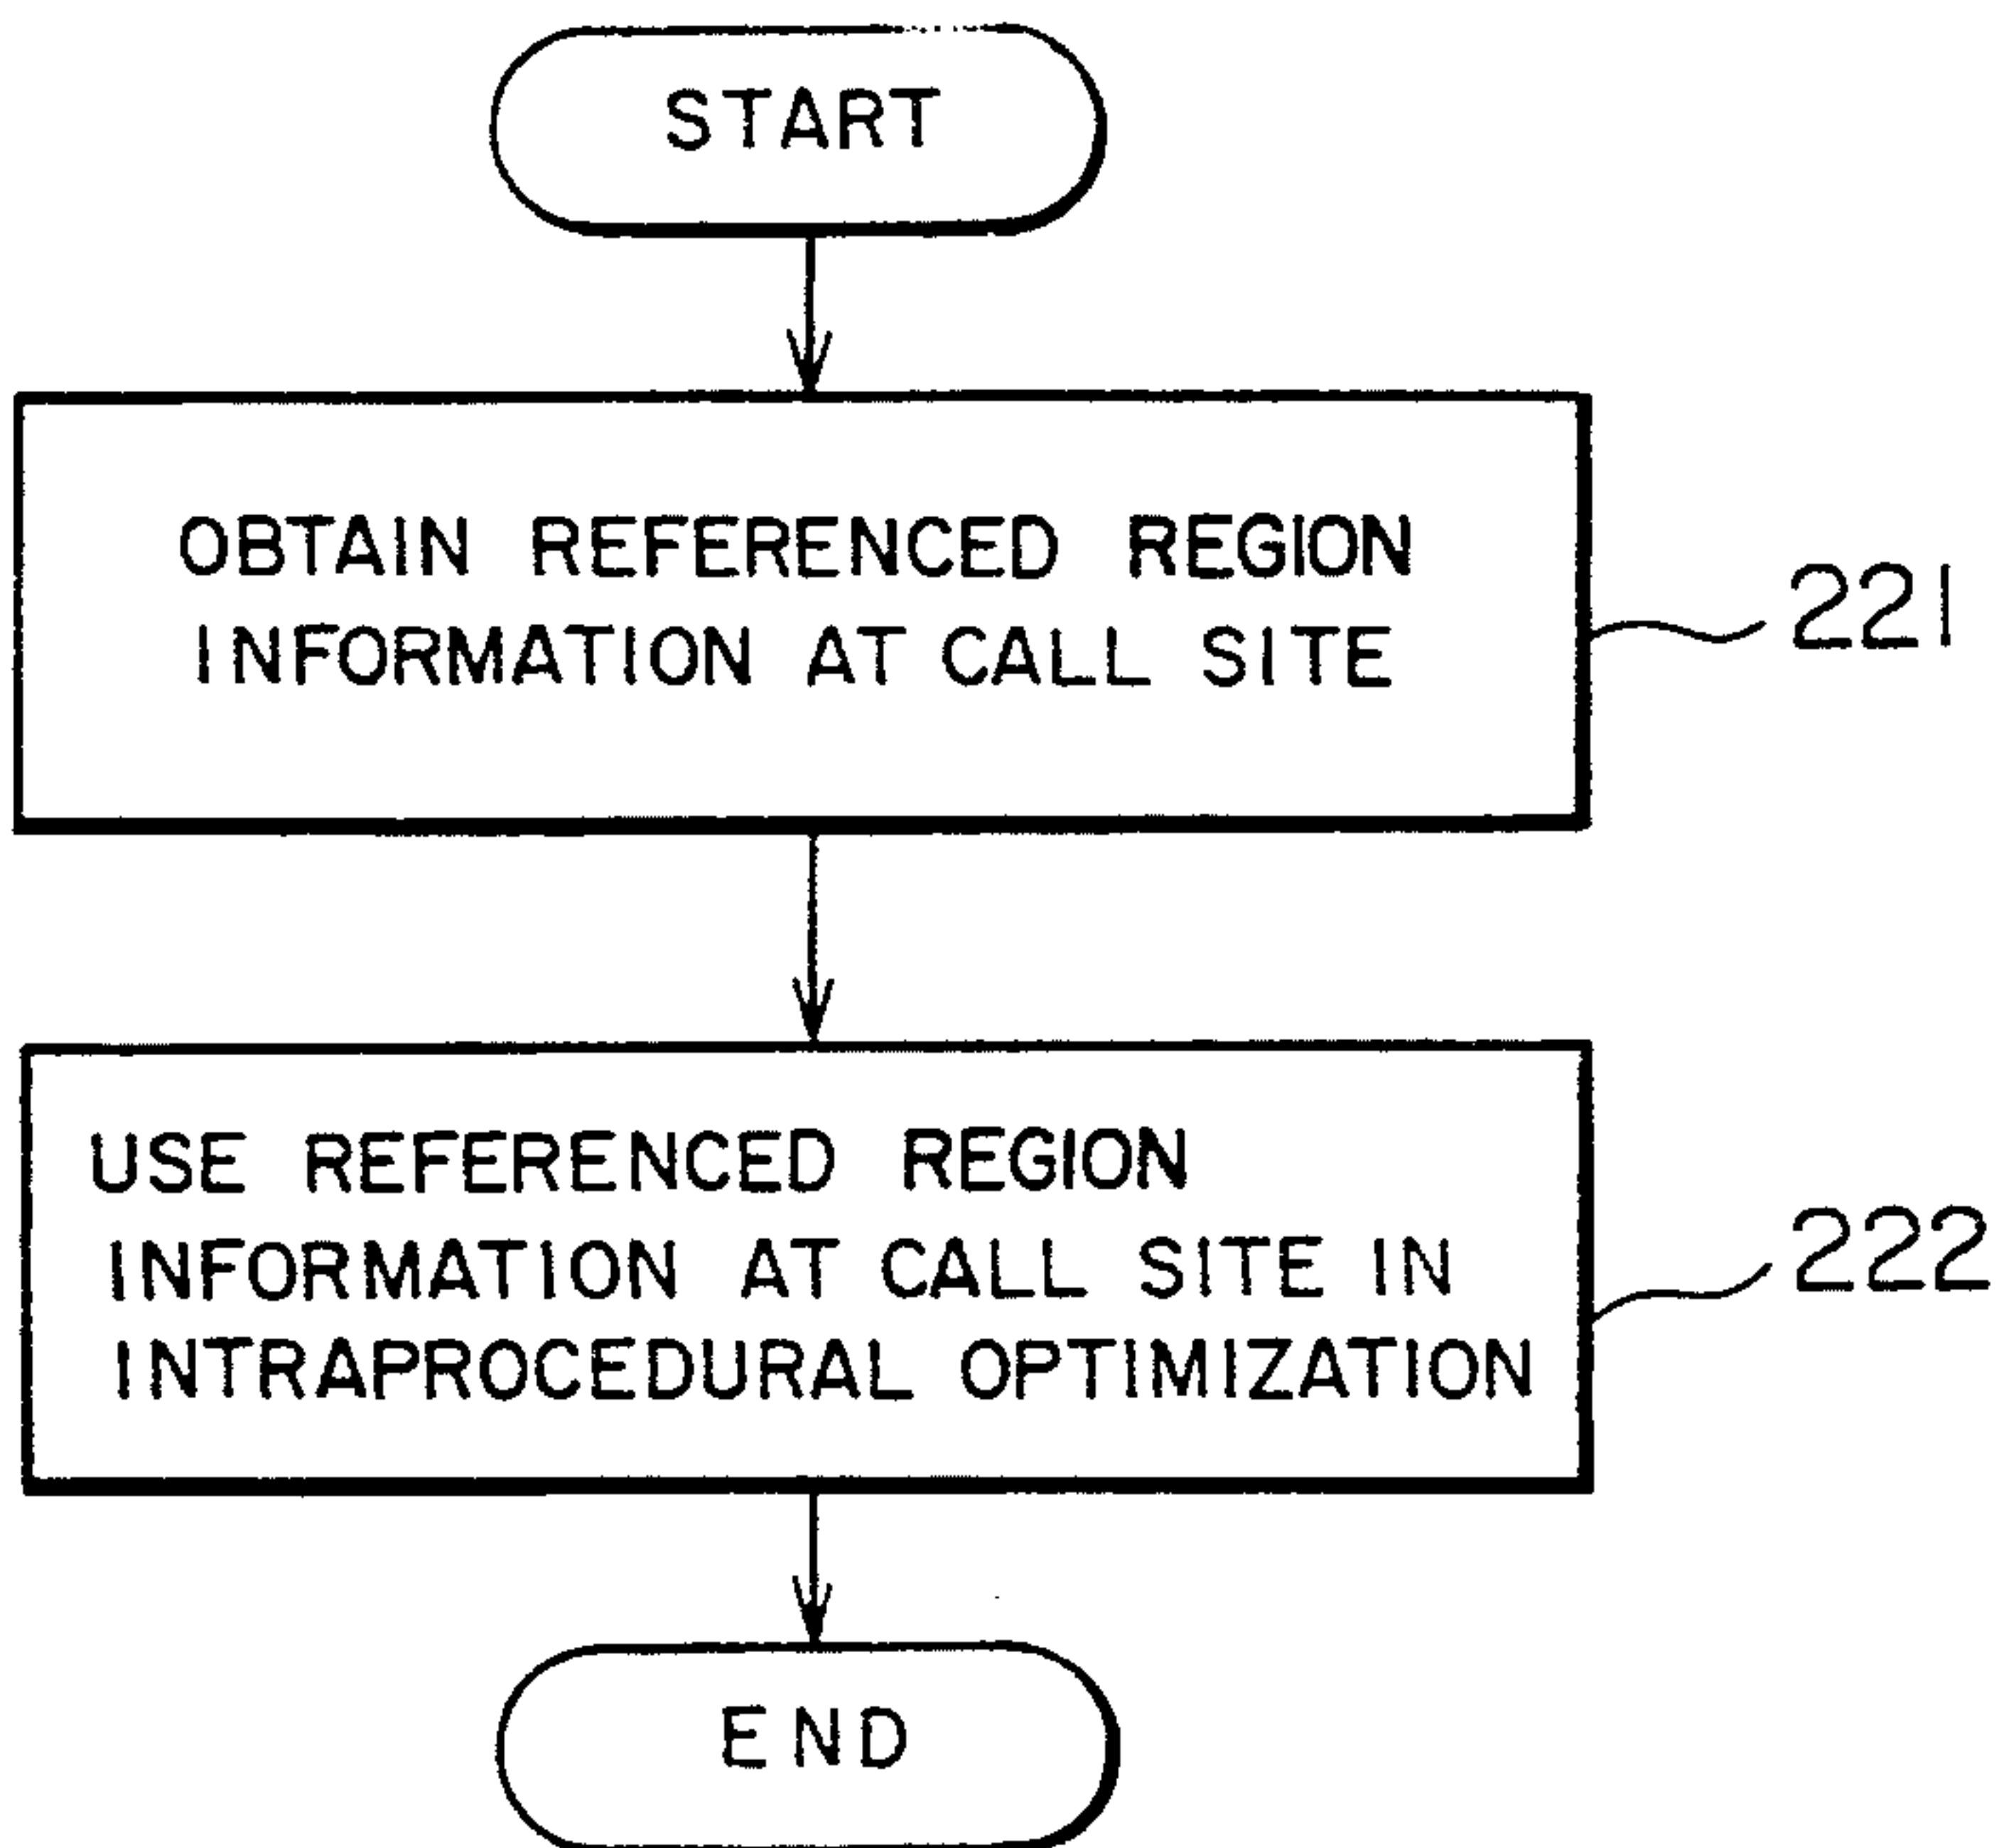 START
OBTAIN REFERENCED REGION
INFORMATION AT CALL SITE
221
USE REFERENCED REGION
INFORMATION AT CALL SITE IN
INTRAPROCEDURAL OPTIMIZATION
222
END